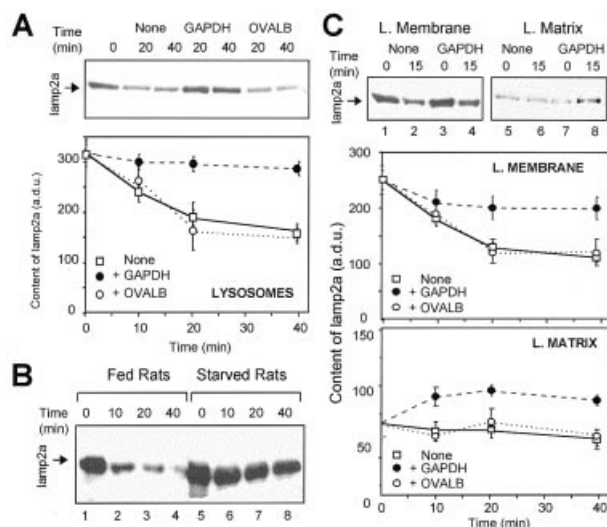 A
Time (min) None GAPDH OVALB
0 20 40 20 40 20 40
lamp2a
Content of lamp2a (a.d.u.)
300
200
150
0
None
+ GAPDH
+ OVALB
LYSOSOMES
0 10 20 30 40
Time (min)
B
Fed Rats Starved Rats
Time (min) 0 10 20 40 0 10 20 40
lamp2a
1 2 3 4 5 6 7 8
C
L. Membrane L. Matrix
Time (min) None GAPDH None GAPDH
0 15 0 15 0 15 0 15
lamp2a
1 2 3 4 5 6 7 8
L. MEMBRANE
300
200
100
0
None
+ GAPDH
+ OVALB
Content of lamp2a (a.d.u.)
L. MATRIX
150
100
50
0
None
+ GAPDH
+ OVALB
0 10 20 30 40
Time (min)